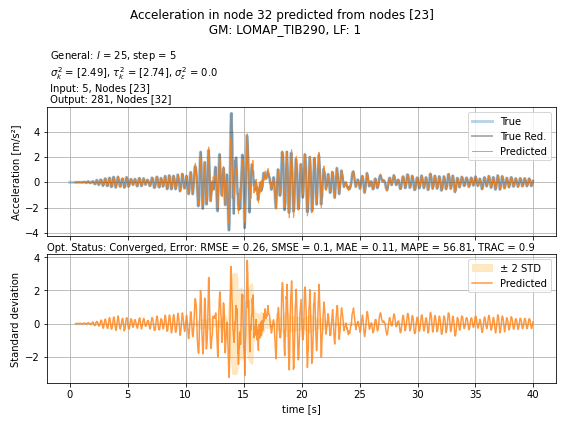 Acceleration in node 32 predicted from nodes [23]
GM: LOMAP_TIB290, LF: 1
General: l = 25, step = 5
σ²ₖ = [2.49], τ²ₖ = [2.74], σ²ε = 0.0
Input: 5, Nodes [23]
Output: 281, Nodes [32]
True
True Red.
Predicted
Acceleration [m/s²]
4
2
0
−2
−4
Opt. Status: Converged, Error: RMSE = 0.26, SMSE = 0.1, MAE = 0.11, MAPE = 56.81, TRAC = 0.9
± 2 STD
Predicted
Standard deviation
4
2
0
−2
0 5 10 15 20 25 30 35 40
time [s]